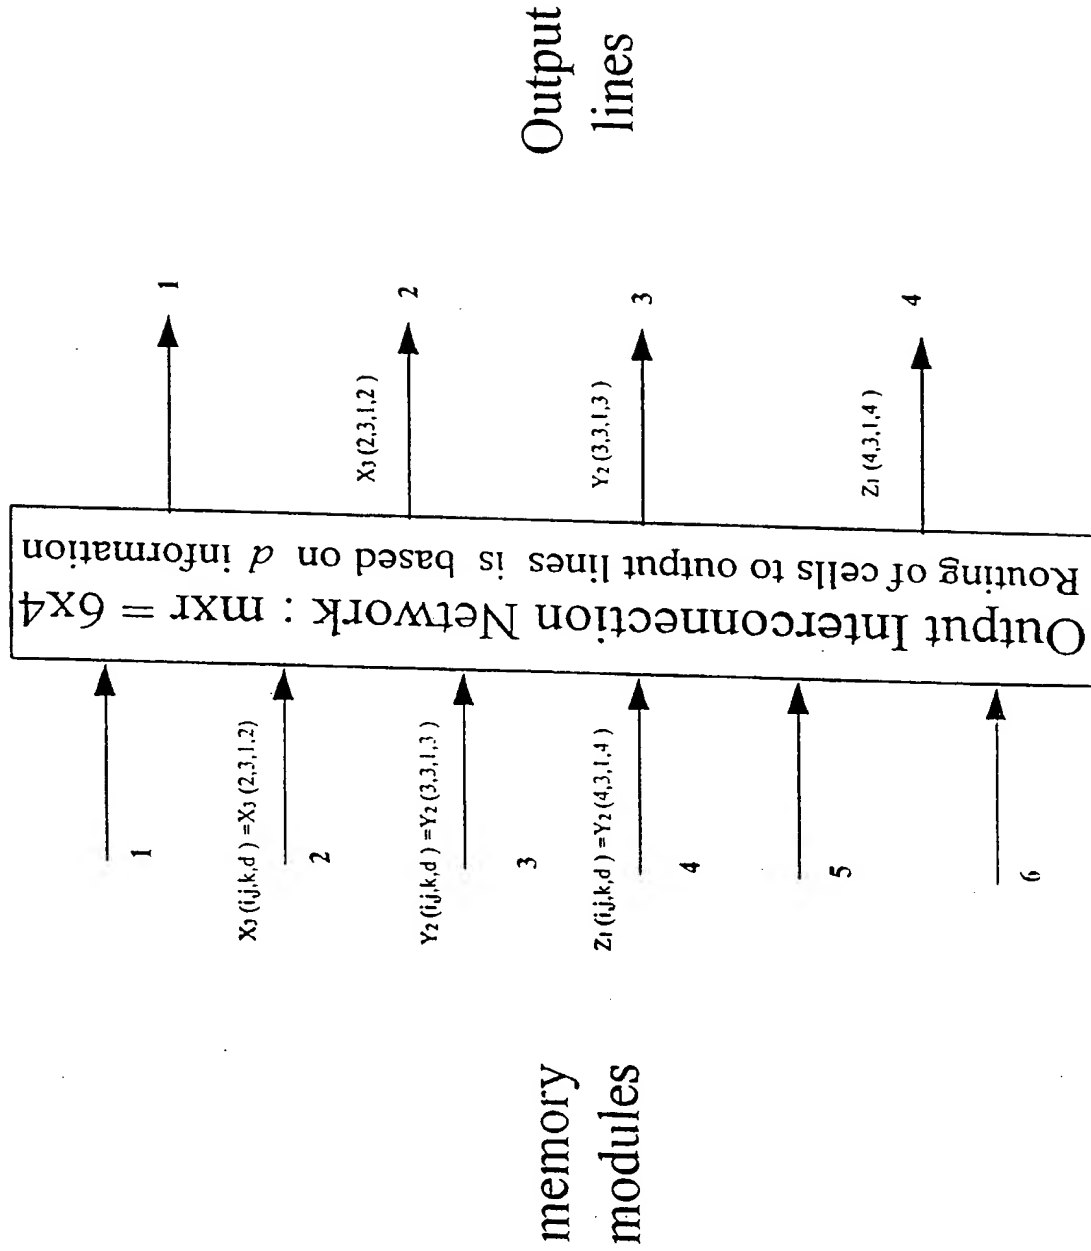 memory
modules
1
X3 (i,j,k,d ) =X3 (2,3,1,2)
2
Y2 (i,j,k,d ) =Y2 (3,3,1,3 )
3
Z1 (i,j,k,d ) =Y2 (4,3,1,4 )
4
5
6
Output Interconnection Network : mxr = 6x4
Routing of cells to output lines is based on d information
1
X3 (2,3,1,2 )
2
Y2 (3,3,1,3 )
3
Z1 (4,3,1,4 )
4
Output
lines